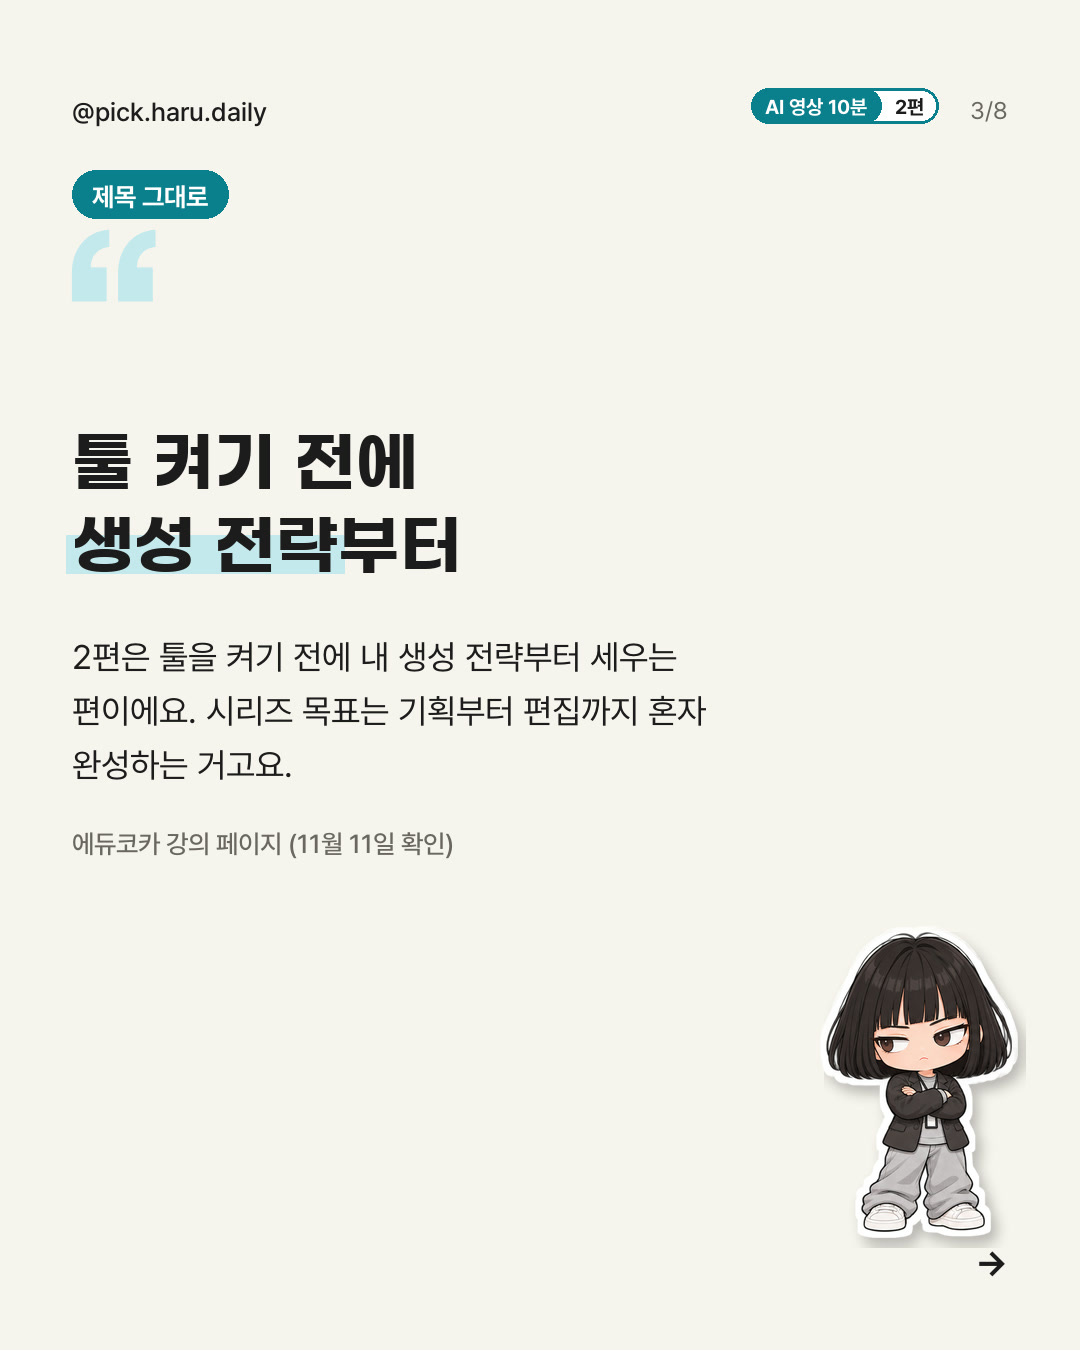 @pick.haru.daily
AI 영상 10분 2편 3/8
제목 그대로
“
툴 켜기 전에
생성 전략부터
2편은 툴을 켜기 전에 내 생성 전략부터 세우는
편이에요. 시리즈 목표는 기획부터 편집까지 혼자
완성하는 거고요.
에듀코카 강의 페이지 (11월 11일 확인)
→